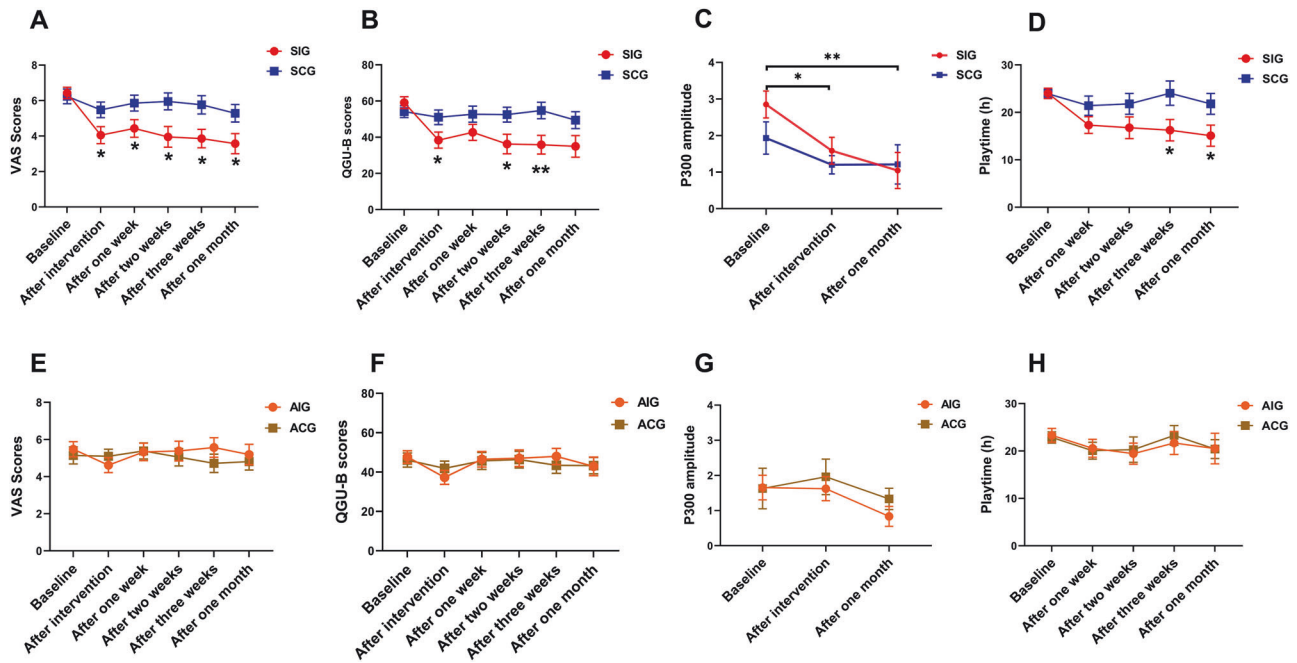 A
SIG
SCG
VAS Scores
8
6
4
2
0
* * * * *
Baseline
After intervention
After one week
After two weeks
After three weeks
After one month
B
SIG
SCG
QGU-B scores
80
60
40
20
0
* * **
Baseline
After intervention
After one week
After two weeks
After three weeks
After one month
C
SIG
SCG
P300 amplitude
4
3
2
1
0
**
*
Baseline
After intervention
After one month
D
SIG
SCG
Playtime (h)
30
20
10
0
* *
Baseline
After one week
After two weeks
After three weeks
After one month
E
AIG
ACG
VAS Scores
8
6
4
2
0
Baseline
After intervention
After one week
After two weeks
After three weeks
After one month
F
AIG
ACG
QGU-B scores
80
60
40
20
0
Baseline
After intervention
After one week
After two weeks
After three weeks
After one month
G
AIG
ACG
P300 amplitude
4
3
2
1
0
Baseline
After intervention
After one month
H
AIG
ACG
Playtime (h)
30
20
10
0
Baseline
After one week
After two weeks
After three weeks
After one month